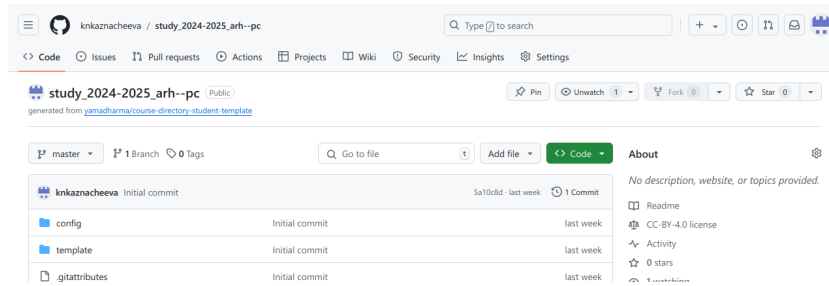 knkaznacheeva / study_2024-2025_arh--pc
Type / to search
Code Issues Pull requests Actions Projects Wiki Security Insights Settings
study_2024-2025_arh--pc Public
Pin Unwatch 1 Fork 0 Star 0
generated from yamadharma/course-directory-student-template
master 1 Branch 0 Tags Go to file t Add file Code
About
No description, website, or topics provided.
knkaznacheeva Initial commit 5a10c8d · last week 1 Commit
Readme
config Initial commit last week
CC-BY-4.0 license
Activity
template Initial commit last week
0 stars
.gitattributes Initial commit last week
1 watching